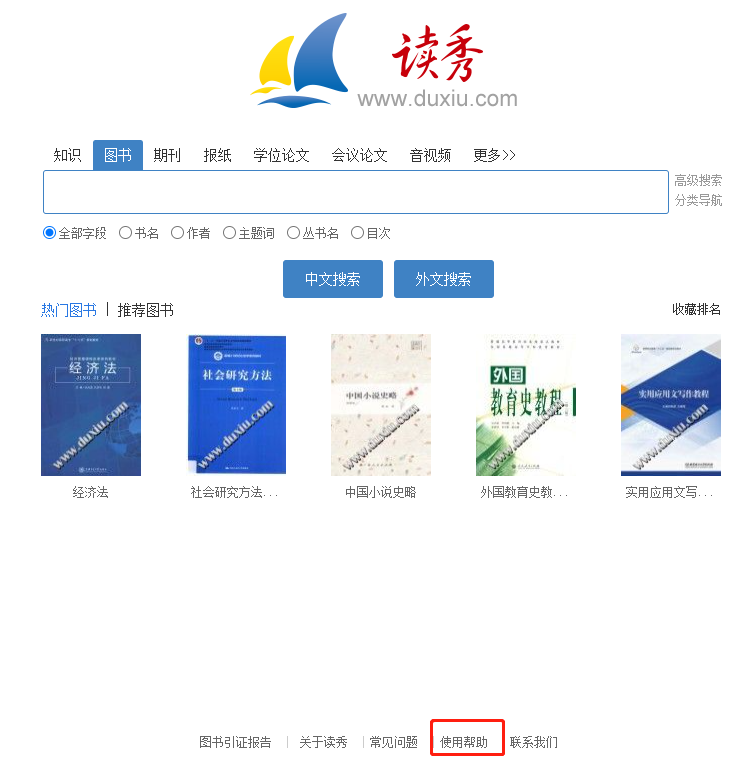 读秀
www.duxiu.com
知识 图书 期刊 报纸 学位论文 会议论文 音视频 更多>>
高级搜索
分类导航
全部字段 书名 作者 主题词 丛书名 目次
中文搜索 外文搜索
热门图书 | 推荐图书 收藏排名
经济法
JING JI FA
www.duxiu.com
社会研究方法
www.duxiu.com
中国小说史略
www.duxiu.com
外国
教育史教程
www.duxiu.com
实用应用文写作教程
www.duxiu.com
经济法 社会研究方法... 中国小说史略 外国教育史教... 实用应用文写...
图书引证报告 | 关于读秀 | 常见问题 使用帮助 联系我们